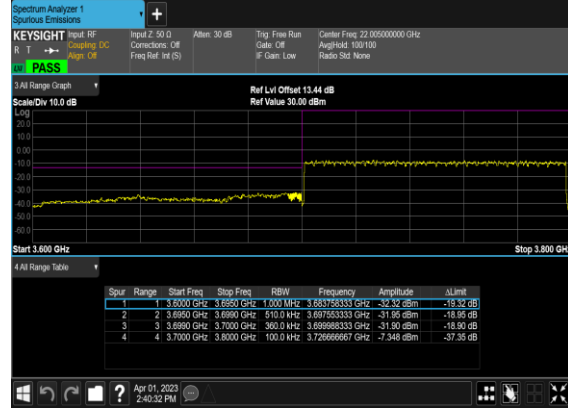 Spectrum Analyzer 1
Spurious Emissions
+
KEYSIGHT Input: RF Input Z: 50 Ω Atten: 30 dB Trig: Free Run Center Freq: 22.005000000 GHz
R T Coupling: DC Corrections: Off Gate: Off Avg|Hold: 100/100
Align: Off Freq Ref: Int (S) IF Gain: Low Radio Std: None
PASS
3 All Range Graph
Ref Lvl Offset 13.44 dB
Scale/Div 10.0 dB Ref Value 30.00 dBm
Log
20.0
10.0
0.00
-10.0
-20.0
-30.0
-40.0
-50.0
-60.0
Start 3.600 GHz Stop 3.800 GHz
4 All Range Table
Spur Range Start Freq Stop Freq RBW Frequency Amplitude ΔLimit
1 1 3.6000 GHz 3.6950 GHz 1.000 MHz 3.683758333 GHz -32.32 dBm -19.32 dB
2 2 3.6950 GHz 3.6990 GHz 510.0 kHz 3.697553333 GHz -31.95 dBm -18.95 dB
3 3 3.6990 GHz 3.7000 GHz 360.0 kHz 3.699988333 GHz -31.90 dBm -18.90 dB
4 4 3.7000 GHz 3.8000 GHz 100.0 kHz 3.726666667 GHz -7.348 dBm -37.35 dB
? Apr 01, 2023
2:40:32 PM